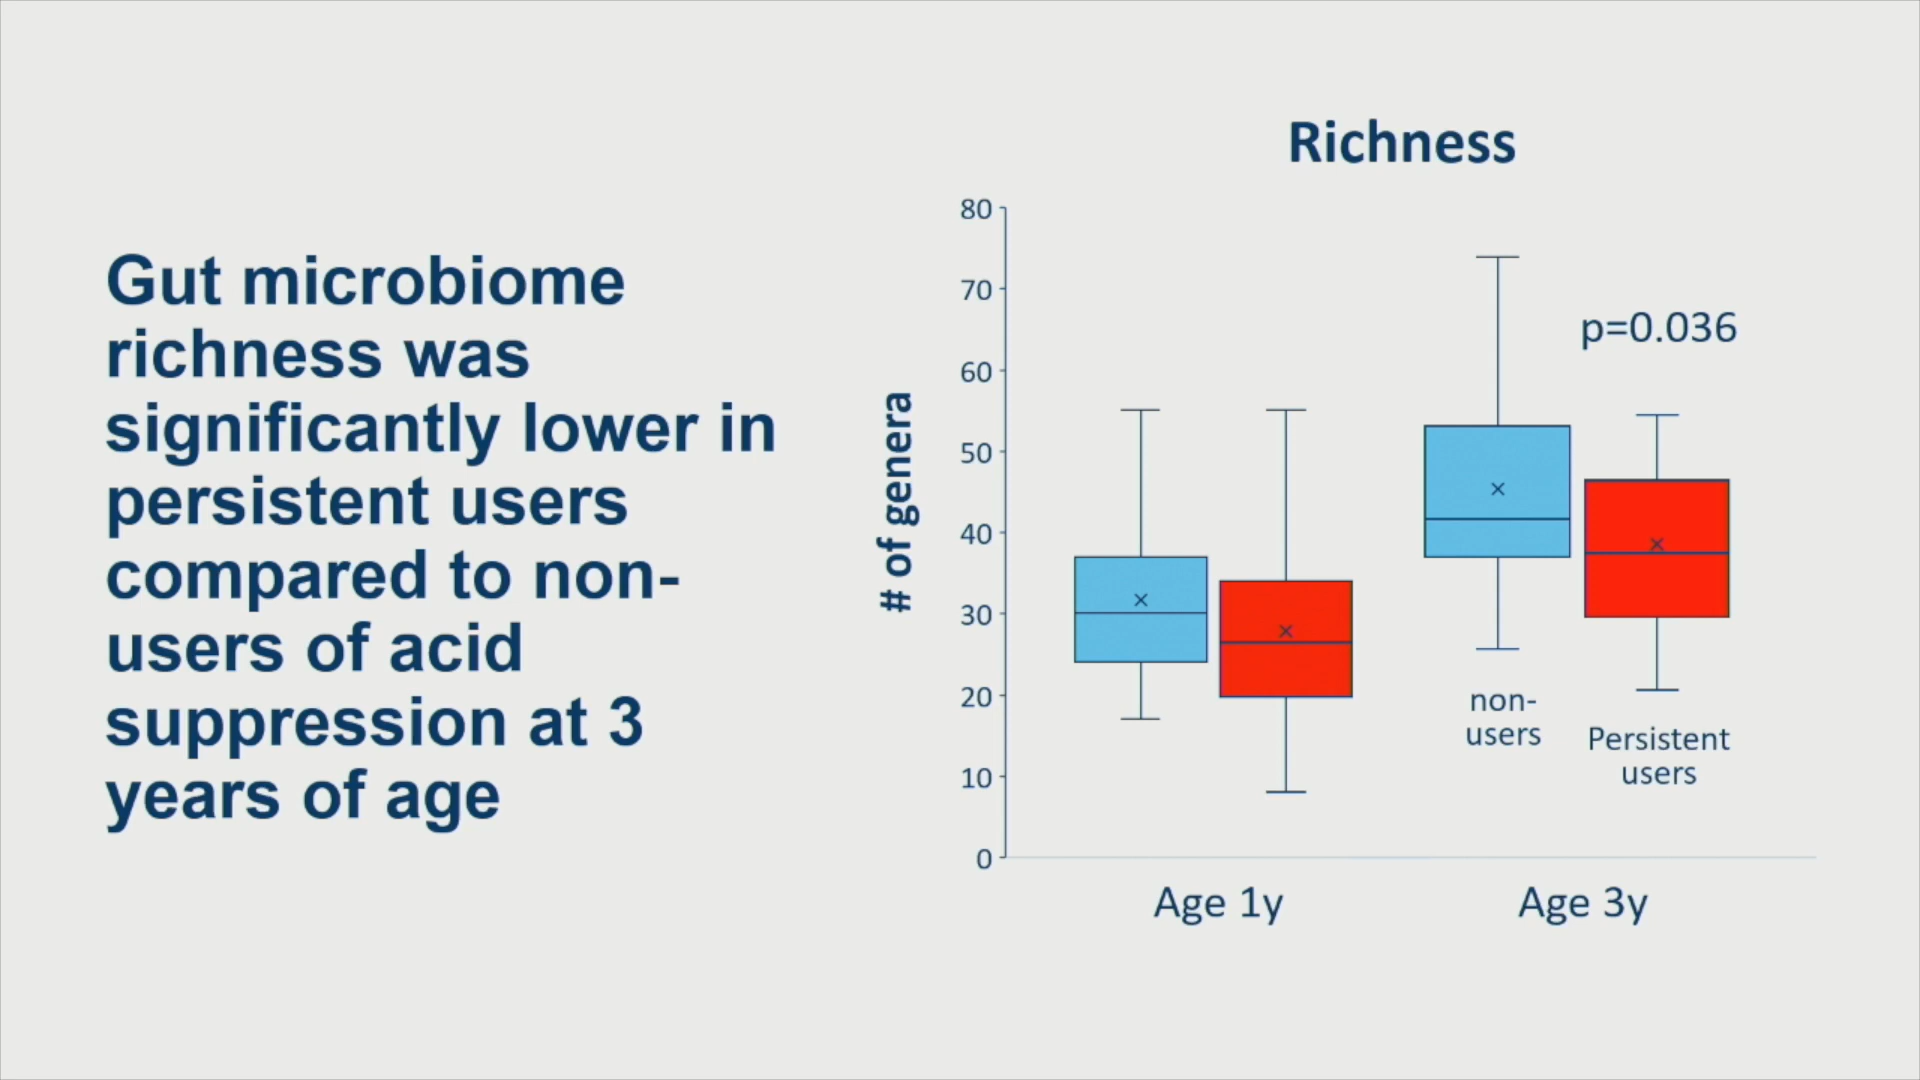 Gut microbiome
richness was
significantly lower in
persistent users
compared to non-
users of acid
suppression at 3
years of age
Richness
# of genera
80
70
60
50
40
30
20
10
0
p=0.036
non-
users
Persistent
users
Age 1y
Age 3y